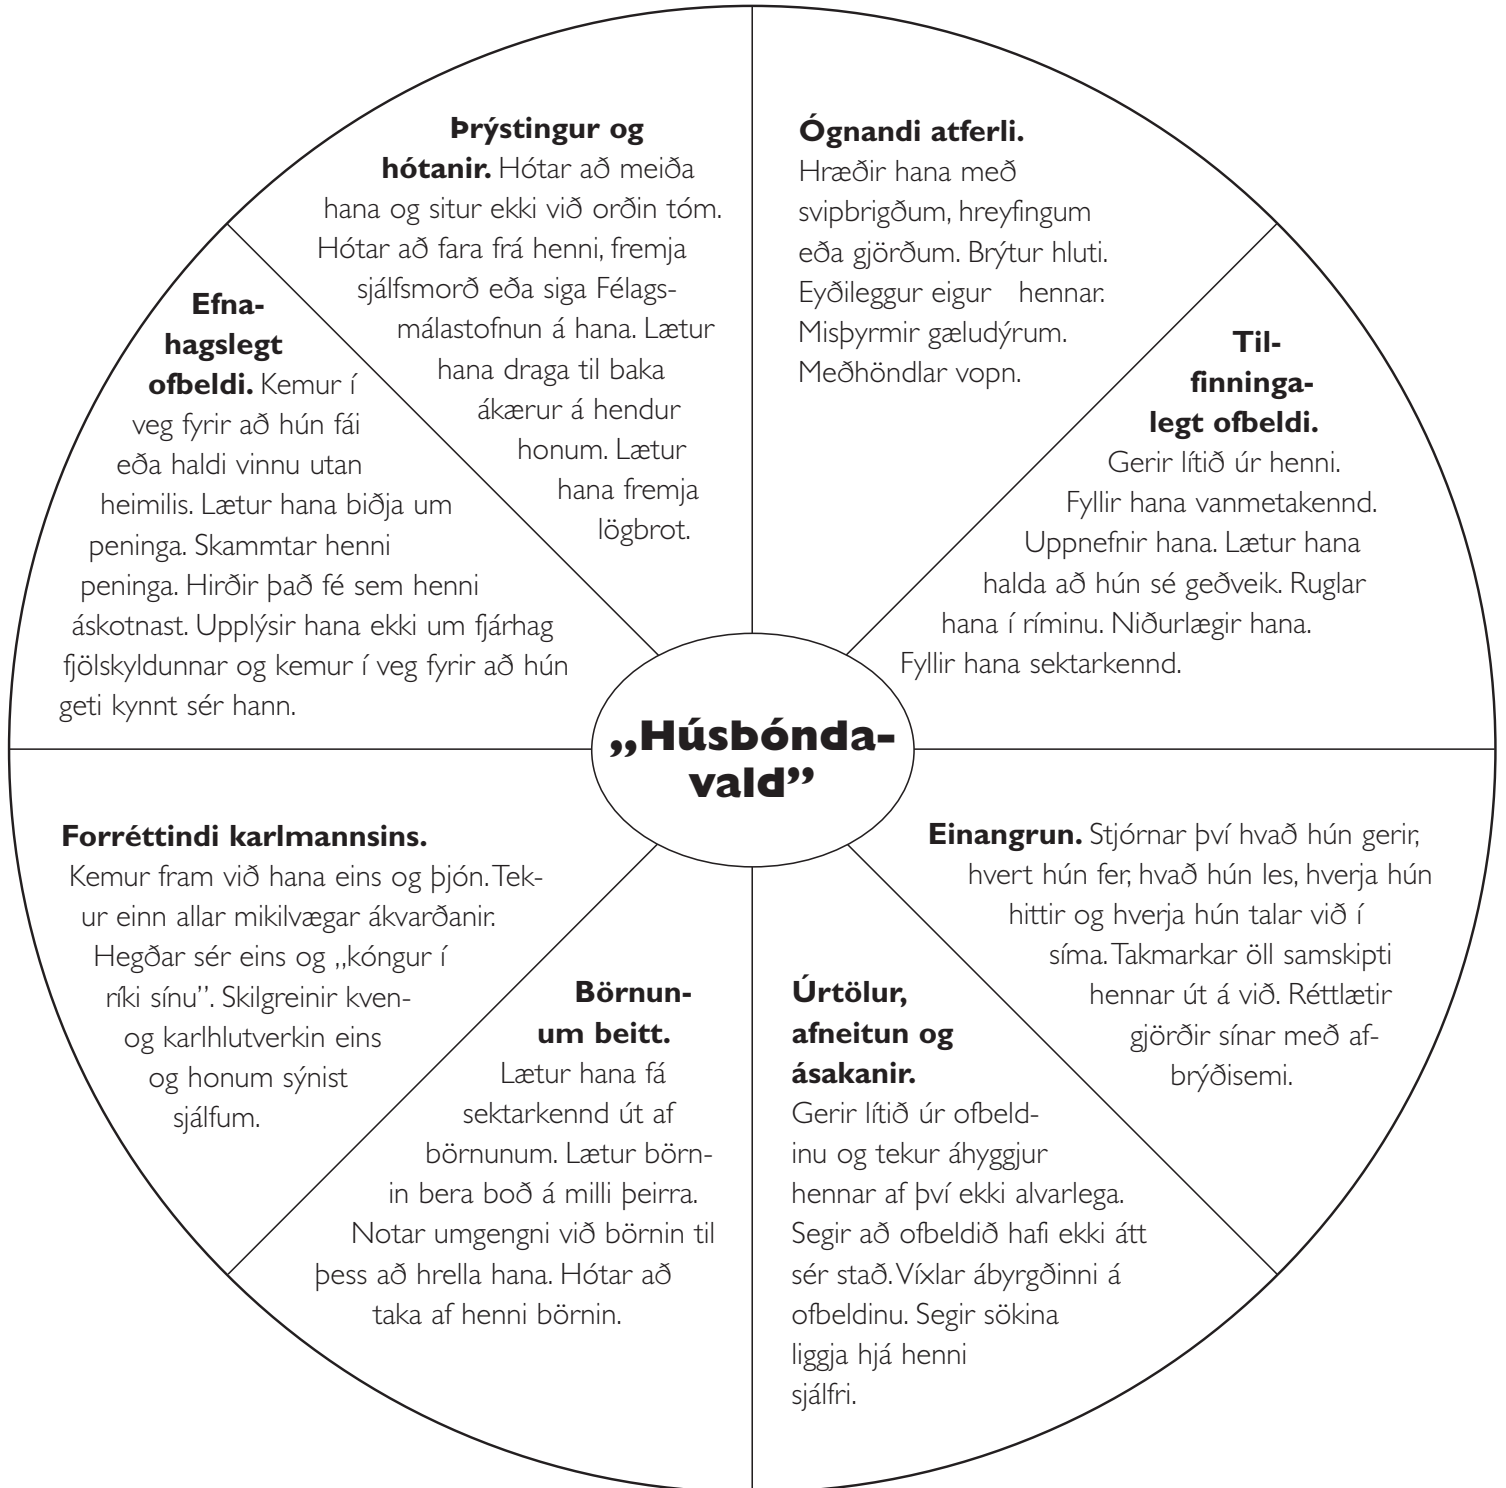 Þrýstingur og
hótanir. Hótar að meiða
hana og situr ekki við orðin tóm.
Hótar að fara frá henni, fremja
sjálfsmorð eða siga Félags-
málastofnun á hana. Lætur
hana draga til baka
ákærur á hendur
honum. Lætur
hana fremja
lögbrot.
Ógnandi atferli.
Hræðir hana með
svipbrigðum, hreyfingum
eða gjörðum. Brýtur hluti.
Eyðileggur eigur hennar.
Misþyrmir gæludýrum.
Meðhöndlar vopn.
Efna-
hagslegt
ofbeldi. Kemur í
veg fyrir að hún fái
eða haldi vinnu utan
heimilis. Lætur hana biðja um
peninga. Skammtar henni
peninga. Hirðir það fé sem henni
áskotnast. Upplýsir hana ekki um fjárhag
fjölskyldunnar og kemur í veg fyrir að hún
geti kynnt sér hann.
Til-
finninga-
legt ofbeldi.
Gerir lítið úr henni.
Fyllir hana vanmetakennd.
Uppnefnir hana. Lætur hana
halda að hún sé geðveik. Ruglar
hana í ríminu. Niðurlægir hana.
Fyllir hana sektarkennd.
„Húsbónda-
vald”
Forréttindi karlmannsins.
Kemur fram við hana eins og þjón. Tek-
ur einn allar mikilvægar ákvarðanir.
Hegðar sér eins og „kóngur í
ríki sínu”. Skilgreinir kven-
og karlhlutverkin eins
og honum sýnist
sjálfum.
Börnun-
um beitt.
Lætur hana fá
sektarkennd út af
börnunum. Lætur börn-
in bera boð á milli þeirra.
Notar umgengni við börnin til
þess að hrella hana. Hótar að
taka af henni börnin.
Úrtölur,
afneitun og
ásakanir.
Gerir lítið úr ofbeld-
inu og tekur áhyggjur
hennar af því ekki alvarlega.
Segir að ofbeldið hafi ekki átt
sér stað. Víxlar ábyrgðinni á
ofbeldinu. Segir sökina
liggja hjá henni
sjálfri.
Einangrun. Stjórnar því hvað hún gerir,
hvert hún fer, hvað hún les, hverja hún
hittir og hverja hún talar við í
síma. Takmarkar öll samskipti
hennar út á við. Réttlætir
gjörðir sínar með af-
brýðisemi.